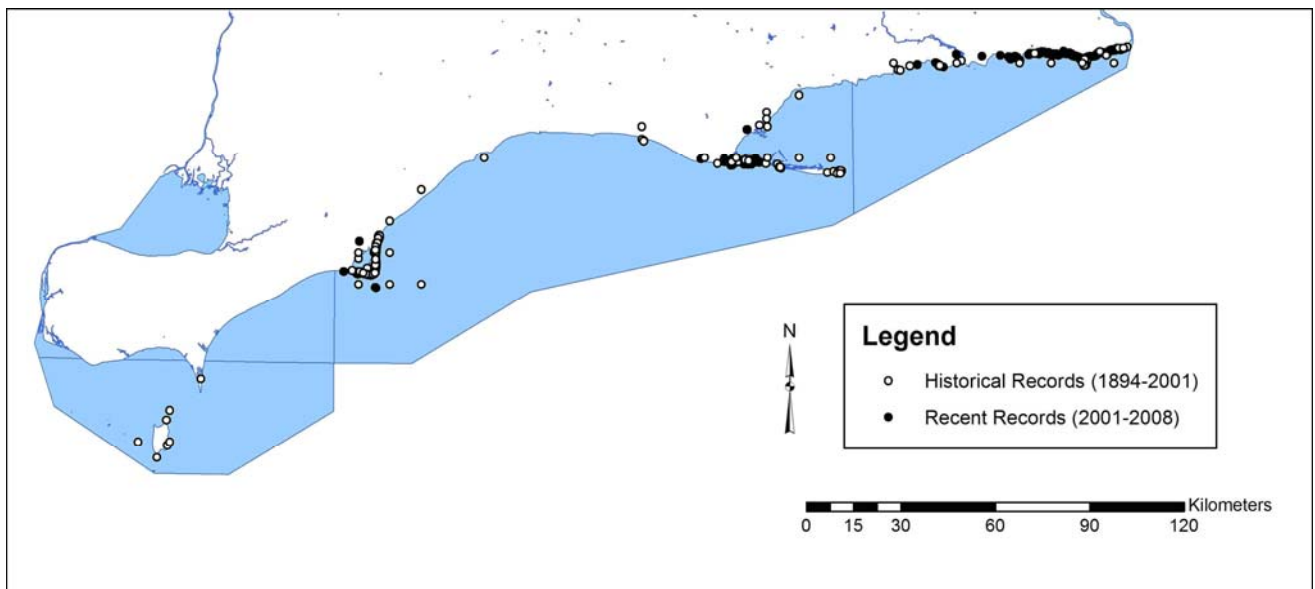 N
Legend
Historical Records (1894-2001)
Recent Records (2001-2008)
Kilometers
0 15 30 60 90 120